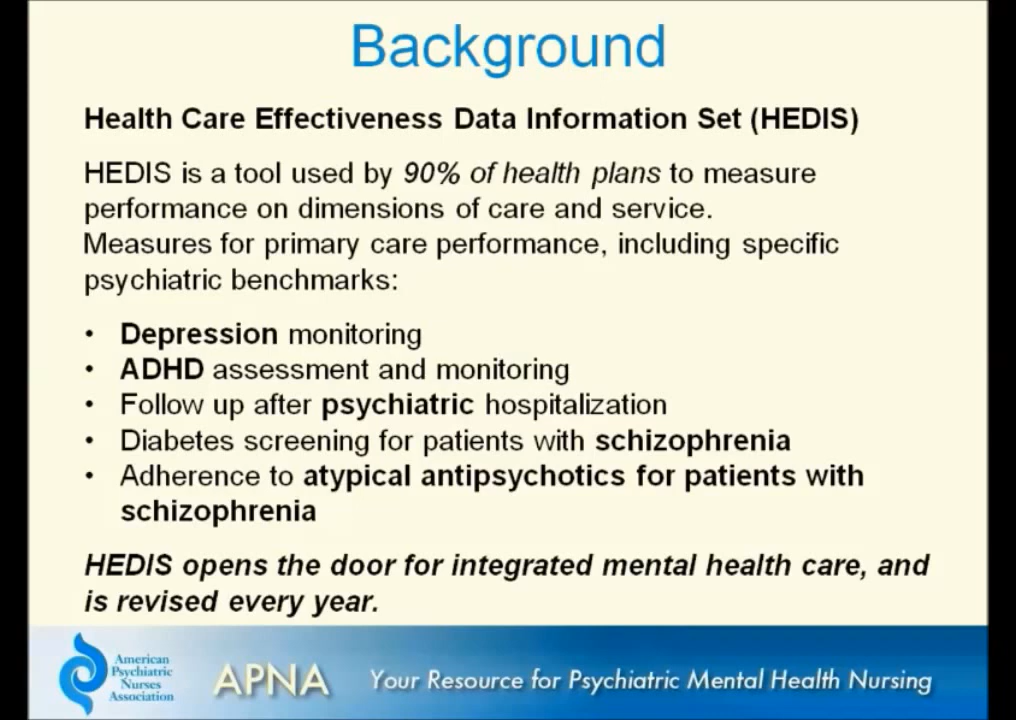 Background
Health Care Effectiveness Data Information Set (HEDIS)
HEDIS is a tool used by 90% of health plans to measure
performance on dimensions of care and service.
Measures for primary care performance, including specific
psychiatric benchmarks:
• Depression monitoring
• ADHD assessment and monitoring
• Follow up after psychiatric hospitalization
• Diabetes screening for patients with schizophrenia
• Adherence to atypical antipsychotics for patients with
schizophrenia
HEDIS opens the door for integrated mental health care, and
is revised every year.
American
Psychiatric
Nurses
Association
APNA
Your Resource for Psychiatric Mental Health Nursing